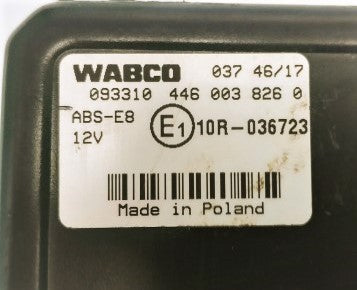 WABCO 037 46/17
093310 446 003 826 0
ABS-E8
12V
E1 10R-036723
Made in Poland